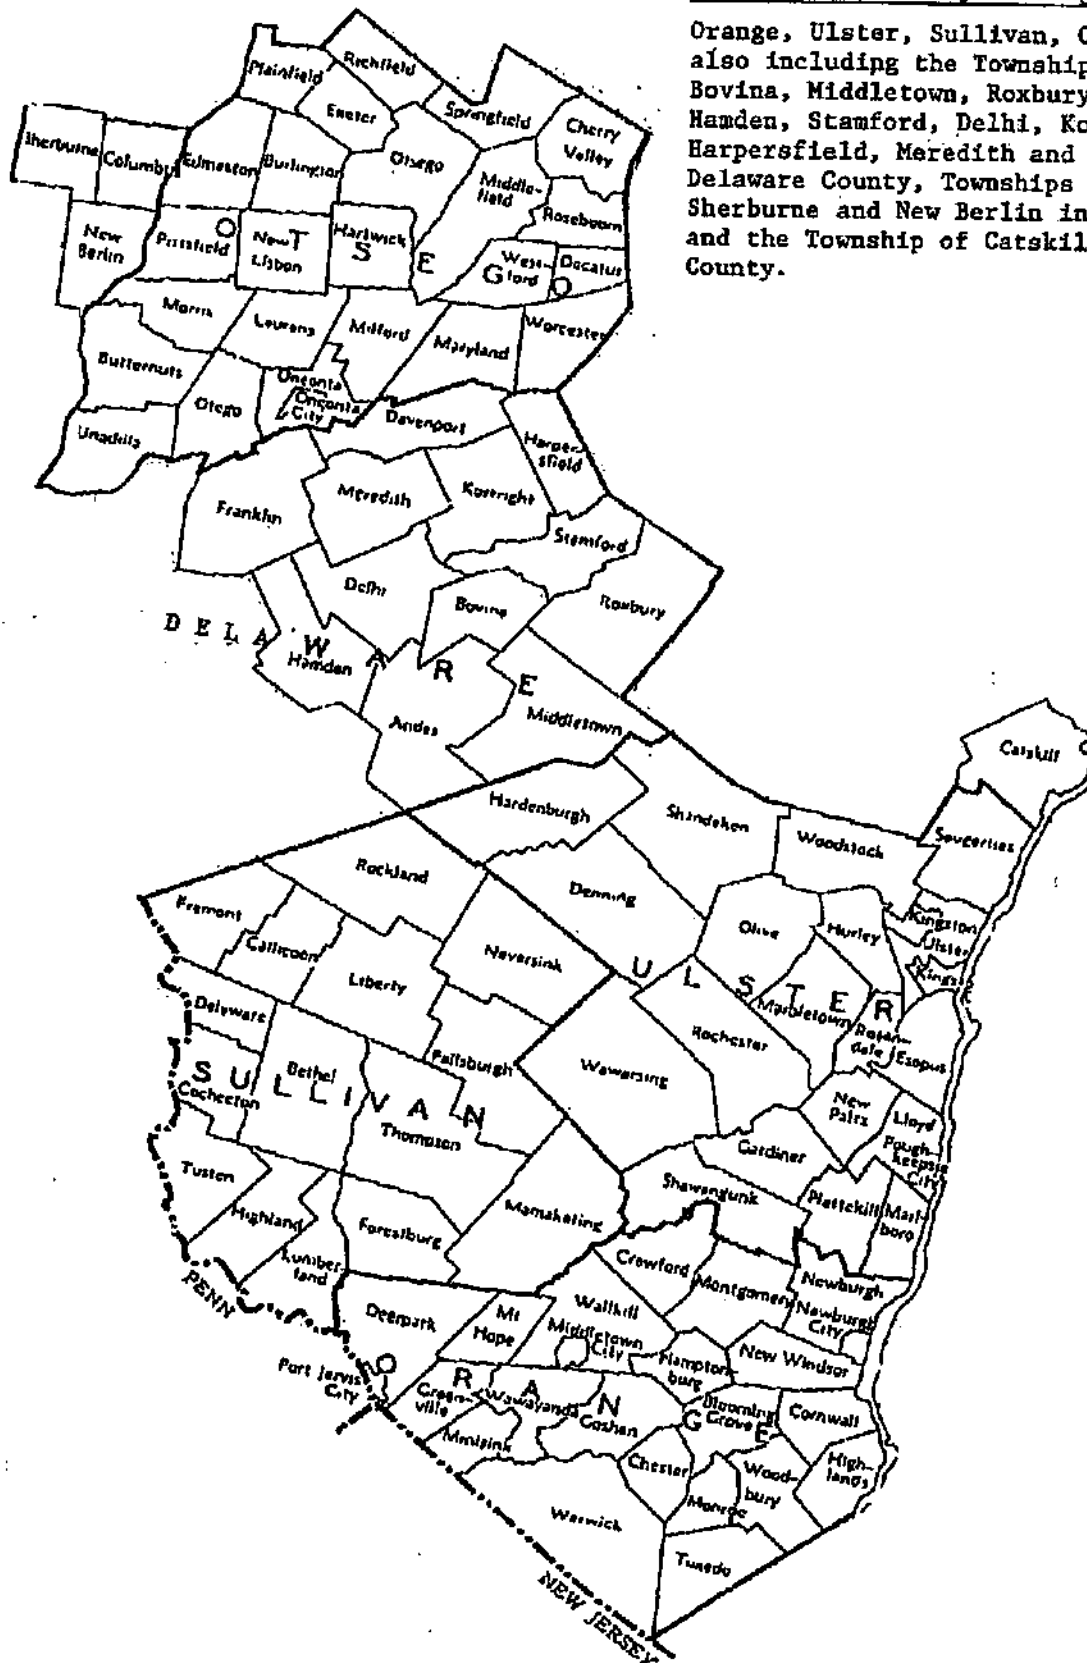 Orange, Ulster, Sullivan,
also including the Township
Bovina, Middletown, Roxbury
Hamden, Stamford, Delhi,
Harpersfield, Meredith and
Delaware County, Townships
Sherburne and New Berlin in
and the Township of
County.
Richfield
Plainfield
Exeter
Springfield
Cherry
Valley
Sherburne
Edmeston
Burlington
Otsego
Middle-
field
Roseboom
New
Berlin
Pittsfield
New
Lisbon
Hartwick
West-
ford
Decatur
O T S E G O
Morris
Laurens
Milford
Maryland
Worcester
Butternuts
Otego
Oneonta
Oneonta
City
Davenport
Unadilla
Harper-
sfield
Franklin
Meredith
Kortright
Stamford
Delhi
Bovina
Roxbury
D E L A W A R E
Hamden
Andes
Middletown
Catskill
Hardenburgh
Shandaken
Woodstock
Saugerties
Rockland
Denning
Fremont
Olive
Hurley
Kingston
Ulster
Callicoon
Neversink
Liberty
U L S T E R
Delaware
Marbletown
Rochester
Rosen-
dale
Esopus
Fallsburgh
Wawarsing
Bethel
S U L L I V A N
Cochecton
Thompson
New
Paltz
Lloyd
Gardiner
Pough-
keepsie
City
Tusten
Shawangunk
Plattekill
Marl-
boro
Highland
Forestburg
Mamakating
Lumber-
land
Crawford
Montgomery
Newburgh
PENN
Deerpark
Mt
Hope
Wallkill
Newburgh
City
Middletown
City
Hampton-
burg
New Windsor
Port Jervis
City
O R A N G E
Green-
ville
Wawayanda
Goshen
Blooming
Grove
Cornwall
Minisink
Chester
Wood-
bury
High-
lands
Monroe
Warwick
Tuxedo
NEW JERSEY